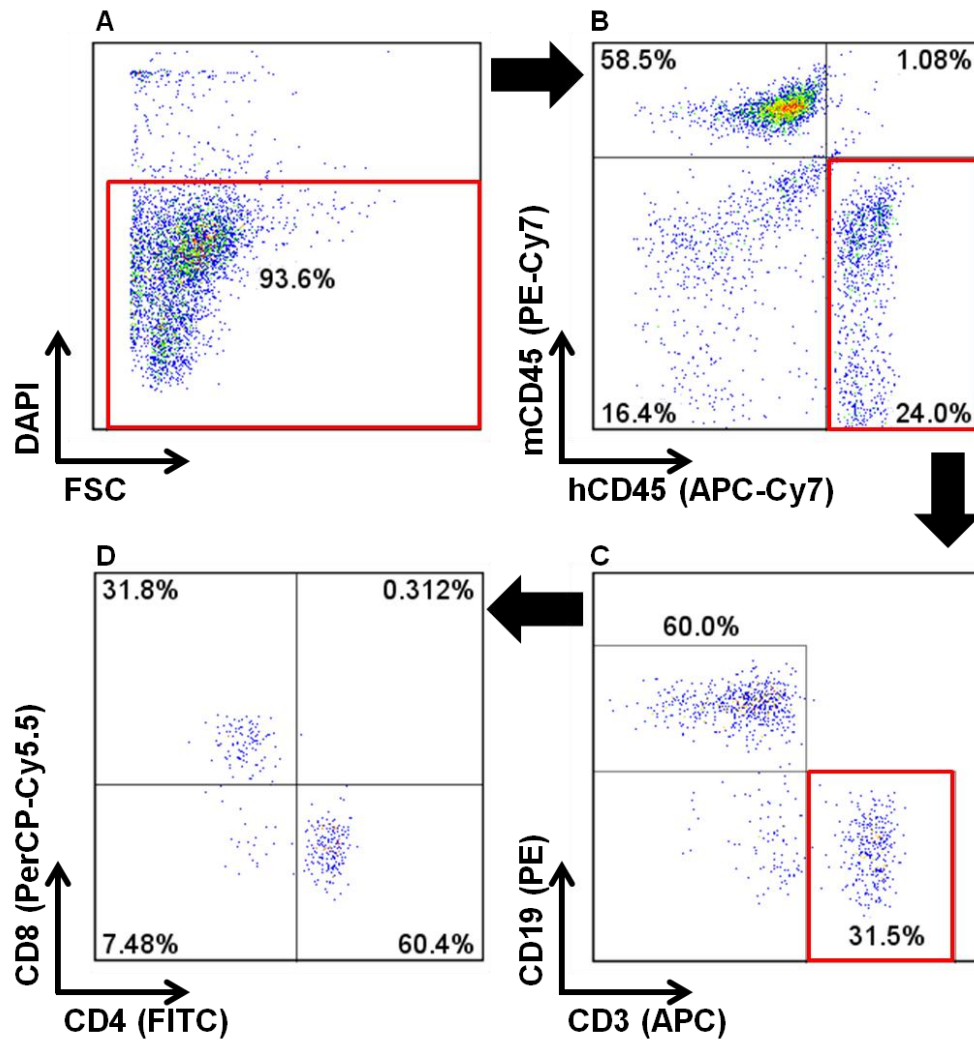 A
93.6%
DAPI
FSC
B
58.5%
1.08%
16.4%
24.0%
mCD45 (PE-Cy7)
hCD45 (APC-Cy7)
D
31.8%
0.312%
7.48%
60.4%
CD8 (PerCP-Cy5.5)
CD4 (FITC)
C
60.0%
31.5%
CD19 (PE)
CD3 (APC)